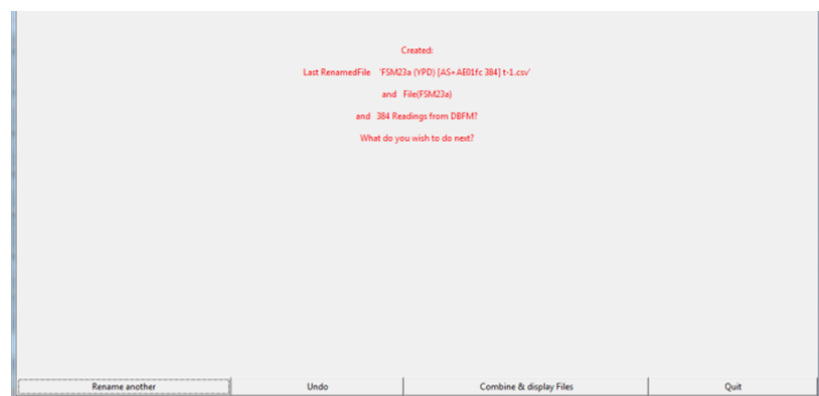 Created:
Last RenamedFile 'FSM23a (YPD) [AS+AE01fc 384] t-1.csv'
and File(FSM23a)
and 384 Readings from DBFM?
What do you wish to do next?
Rename another Undo Combine & display Files Quit